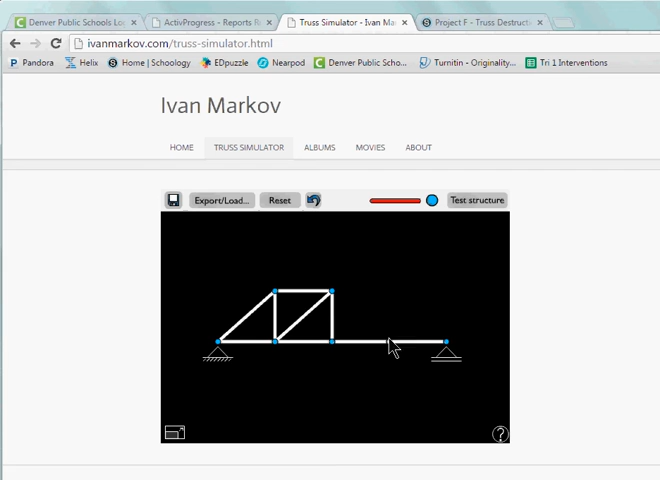 Denver Public Schools Lo
ActivProgress - Reports R
Truss Simulator - Ivan Ma
Project F - Truss Destruct
ivanmarkov.com/truss-simulator.html
Pandora
Helix
Home | Schoology
EDpuzzle
Nearpod
Denver Public Scho...
Turnitin - Originality...
Tri 1 Interventions
Ivan Markov
HOME
TRUSS SIMULATOR
ALBUMS
MOVIES
ABOUT
Export/Load...
Reset
Test structure
?